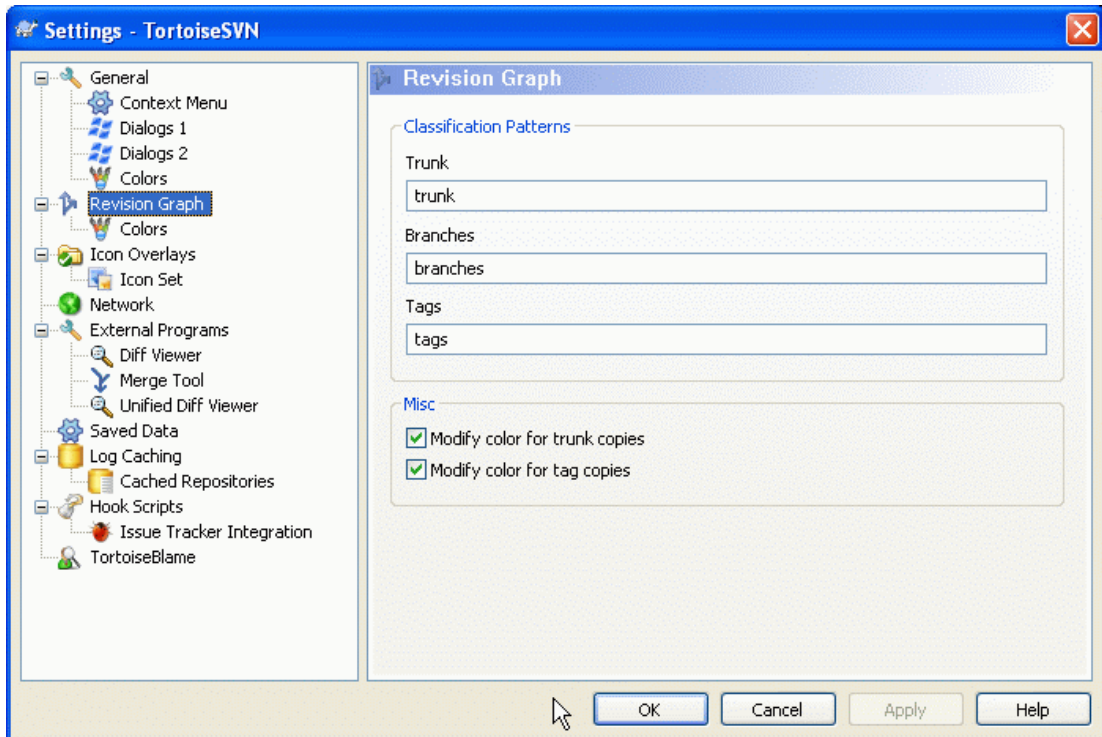 Settings - TortoiseSVN
General
Context Menu
Dialogs 1
Dialogs 2
Colors
Revision Graph
Colors
Icon Overlays
Icon Set
Network
External Programs
Diff Viewer
Merge Tool
Unified Diff Viewer
Saved Data
Log Caching
Cached Repositories
Hook Scripts
Issue Tracker Integration
TortoiseBlame
Revision Graph
Classification Patterns
Trunk
trunk
Branches
branches
Tags
tags
Misc
Modify color for trunk copies
Modify color for tag copies
OK Cancel Apply Help